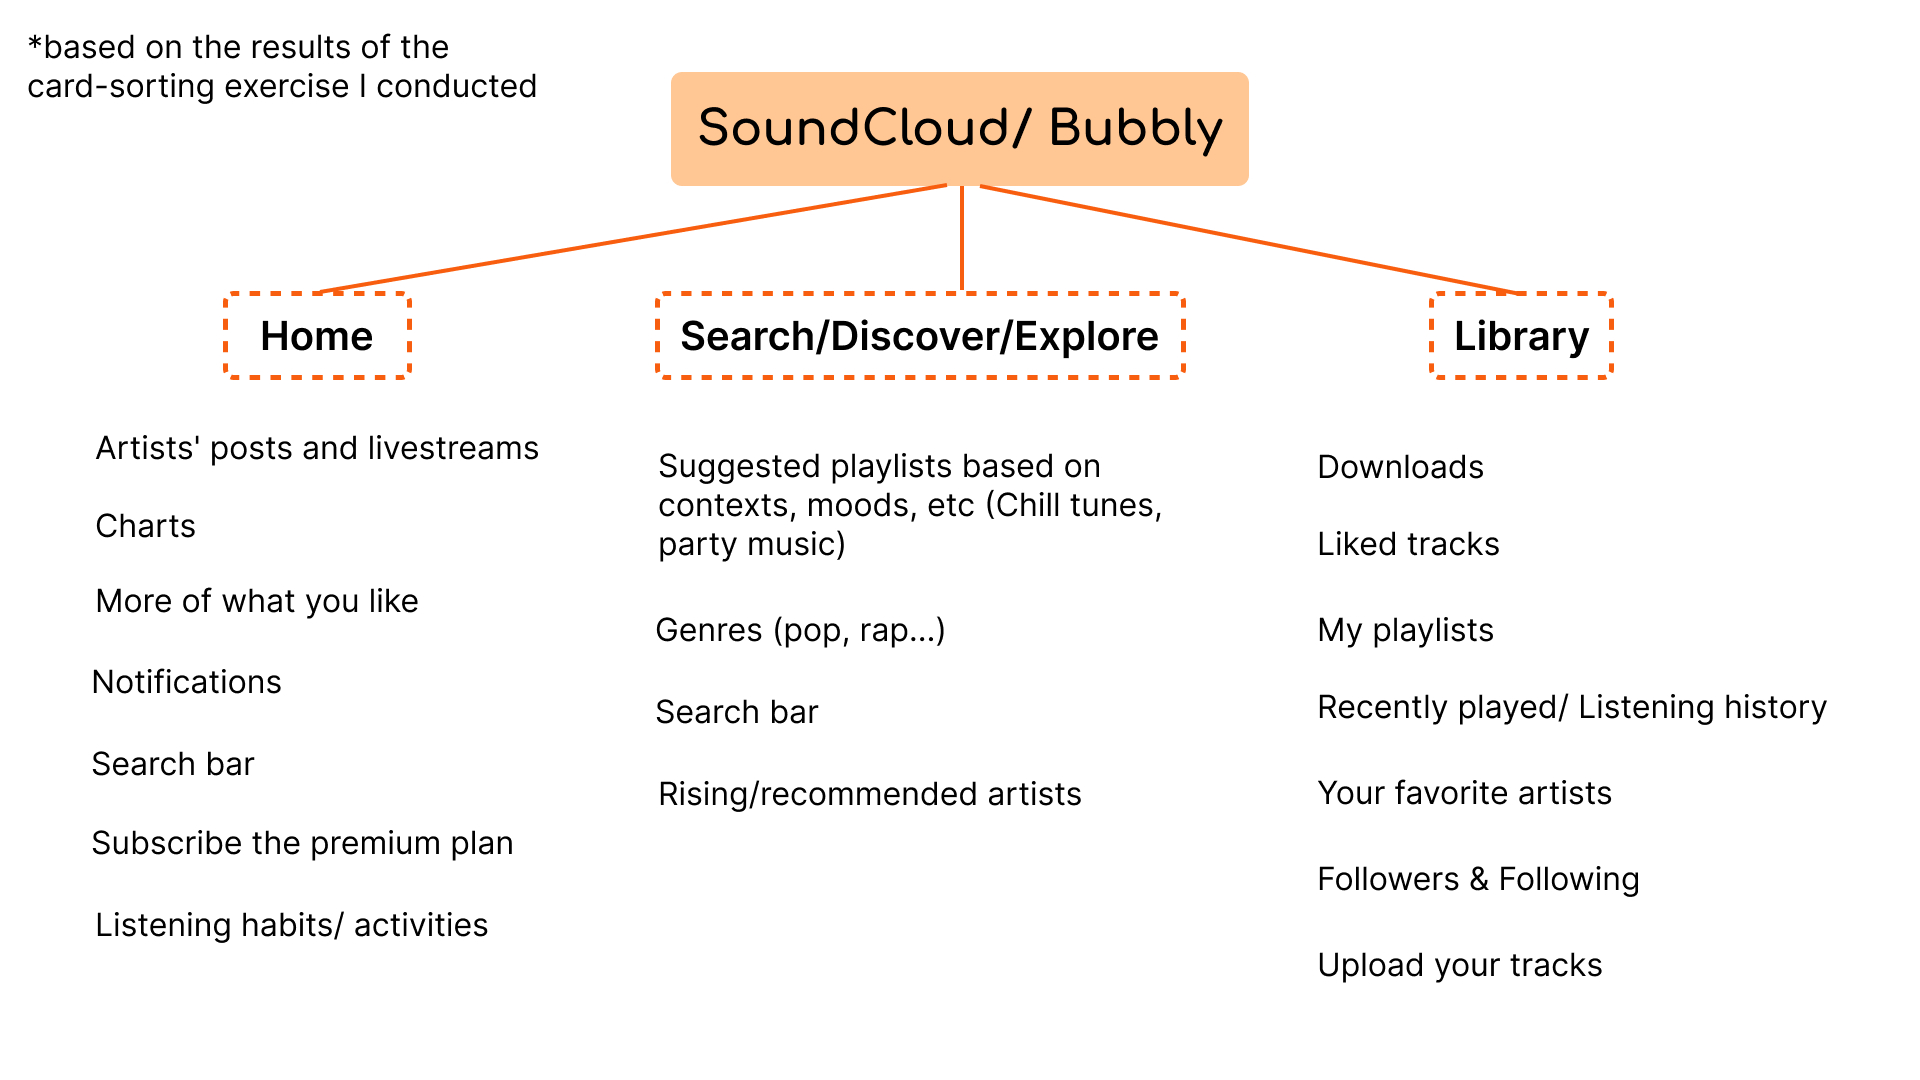 *based on the results of the
card-sorting exercise I conducted
SoundCloud/ Bubbly
Home
Search/Discover/Explore
Library
Artists' posts and livestreams
Charts
More of what you like
Notifications
Search bar
Subscribe the premium plan
Listening habits/ activities
Suggested playlists based on
contexts, moods, etc (Chill tunes,
party music)
Genres (pop, rap...)
Search bar
Rising/recommended artists
Downloads
Liked tracks
My playlists
Recently played/ Listening history
Your favorite artists
Followers & Following
Upload your tracks